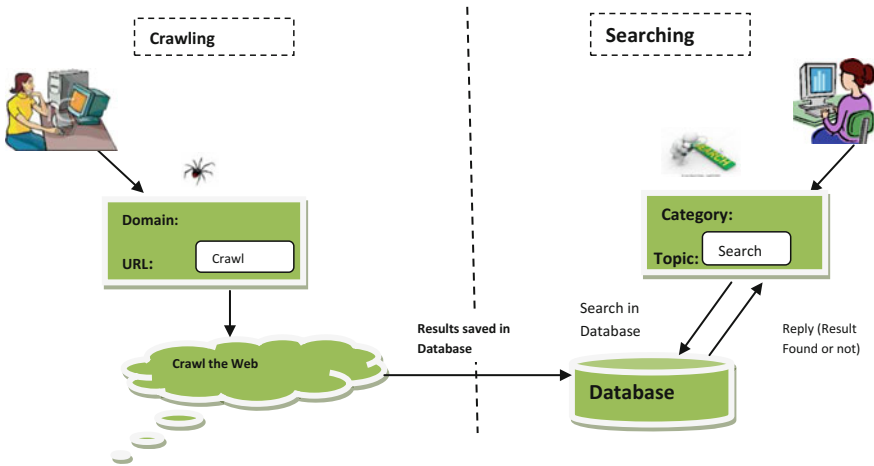 Crawling
Searching
SEARCH
Domain:
URL:
Crawl
Category:
Topic:
Search
Crawl the Web
Results saved in
Database
Search in
Database
Reply (Result
Found or not)
Database